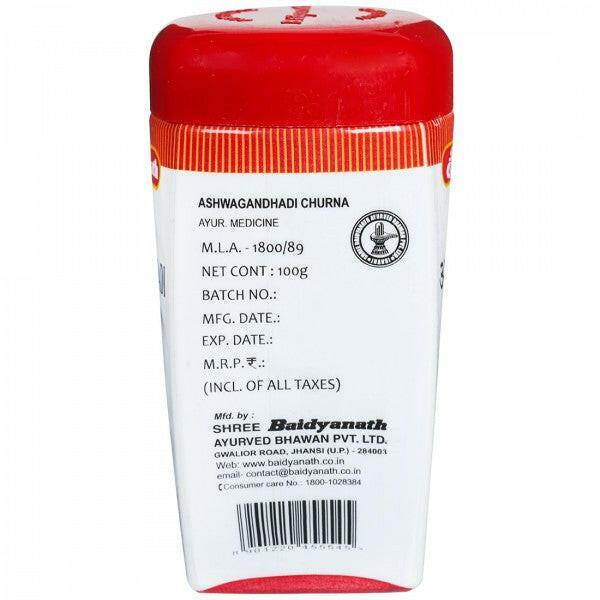 ASHWAGANDHADI CHURNA
AYUR. MEDICINE
M.L.A. - 1800/89
NET CONT : 100g
BATCH NO.:
MFG. DATE.:
EXP. DATE.:
M.R.P. ₹.:
(INCL. OF ALL TAXES)
Mfd. by :
SHREE Baidyanath
AYURVED BHAWAN PVT. LTD.
GWALIOR ROAD, JHANSI (U.P.) - 284003
Web: www.baidyanath.co.in
email- contact@baidyanath.co.in
Consumer care No.: 1800-1028384